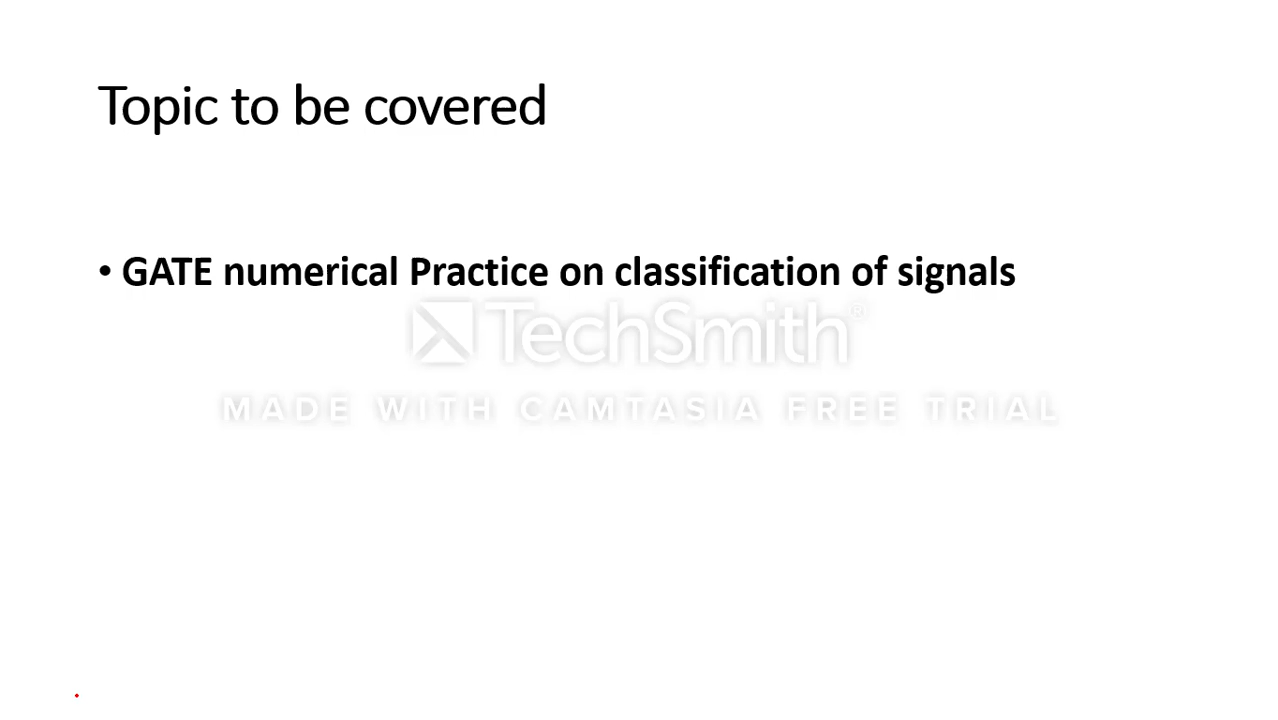 Topic to be covered
• GATE numerical Practice on classification of signals
TechSmith®
MADE WITH CAMTASIA FREE TRIAL